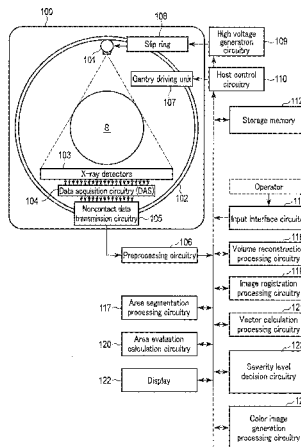 100
108
Slip ring
High voltage
generation
circuitry
109
101
Host control
circuitry
110
Gantry driving unit
107
112
Storage memory
S
103
X-ray detectors
104
Data acquisition circuitry (DAS)
102
Noncontact data
transmission circuitry
105
Operator
Input interface circuitr
106
Preprocessing circuitry
Volume reconstruction
processing circuitry
Image registration
processing circuitry
117
Area segmentation
processing circuitry
Vector calculation
processing circuitry
120
Area evaluation
calculation circuitry
Severity level
decision circuitry
122
Display
Color image
generation
processing circuitry